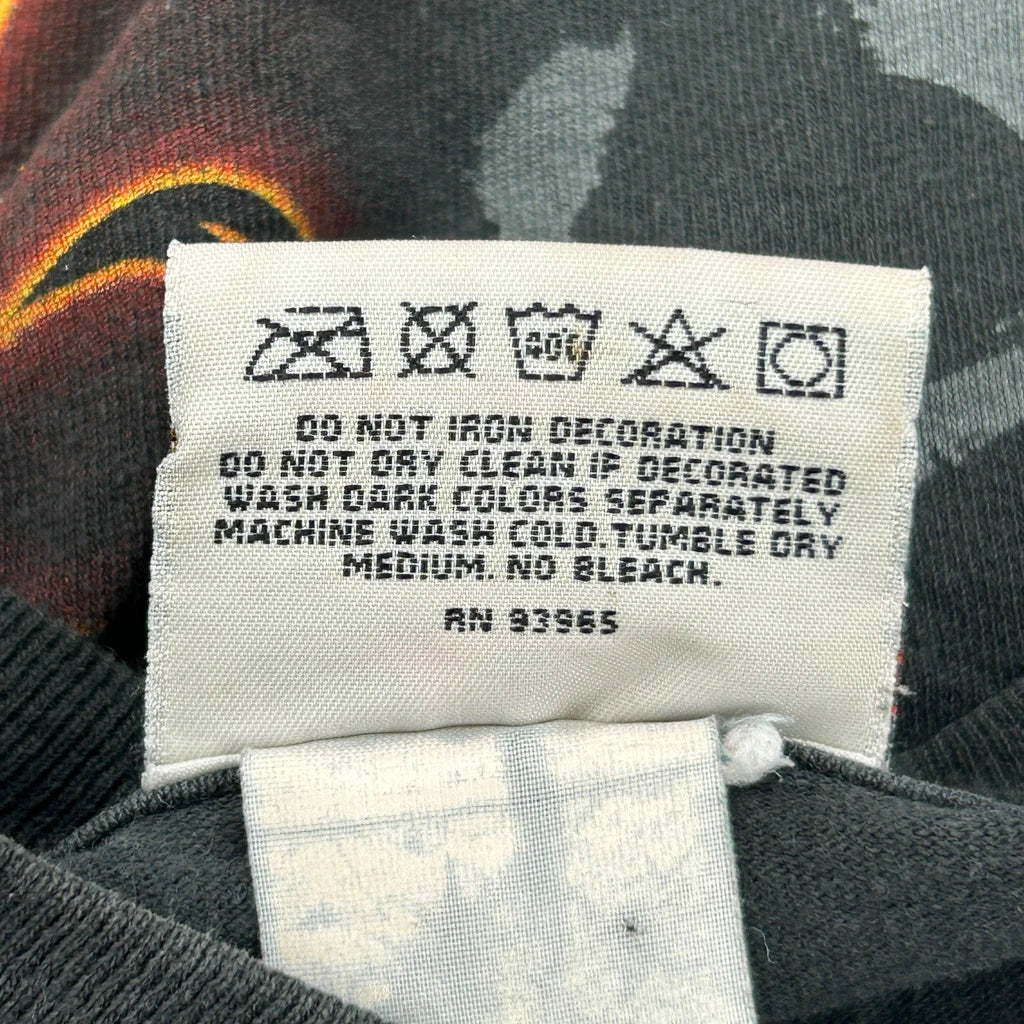 40
DO NOT IRON DECORATION
DO NOT DRY CLEAN IF DECORATED
WASH DARK COLORS SEPARATELY
MACHINE WASH COLD.TUMBLE DRY
MEDIUM. NO BLEACH.
RN 93965